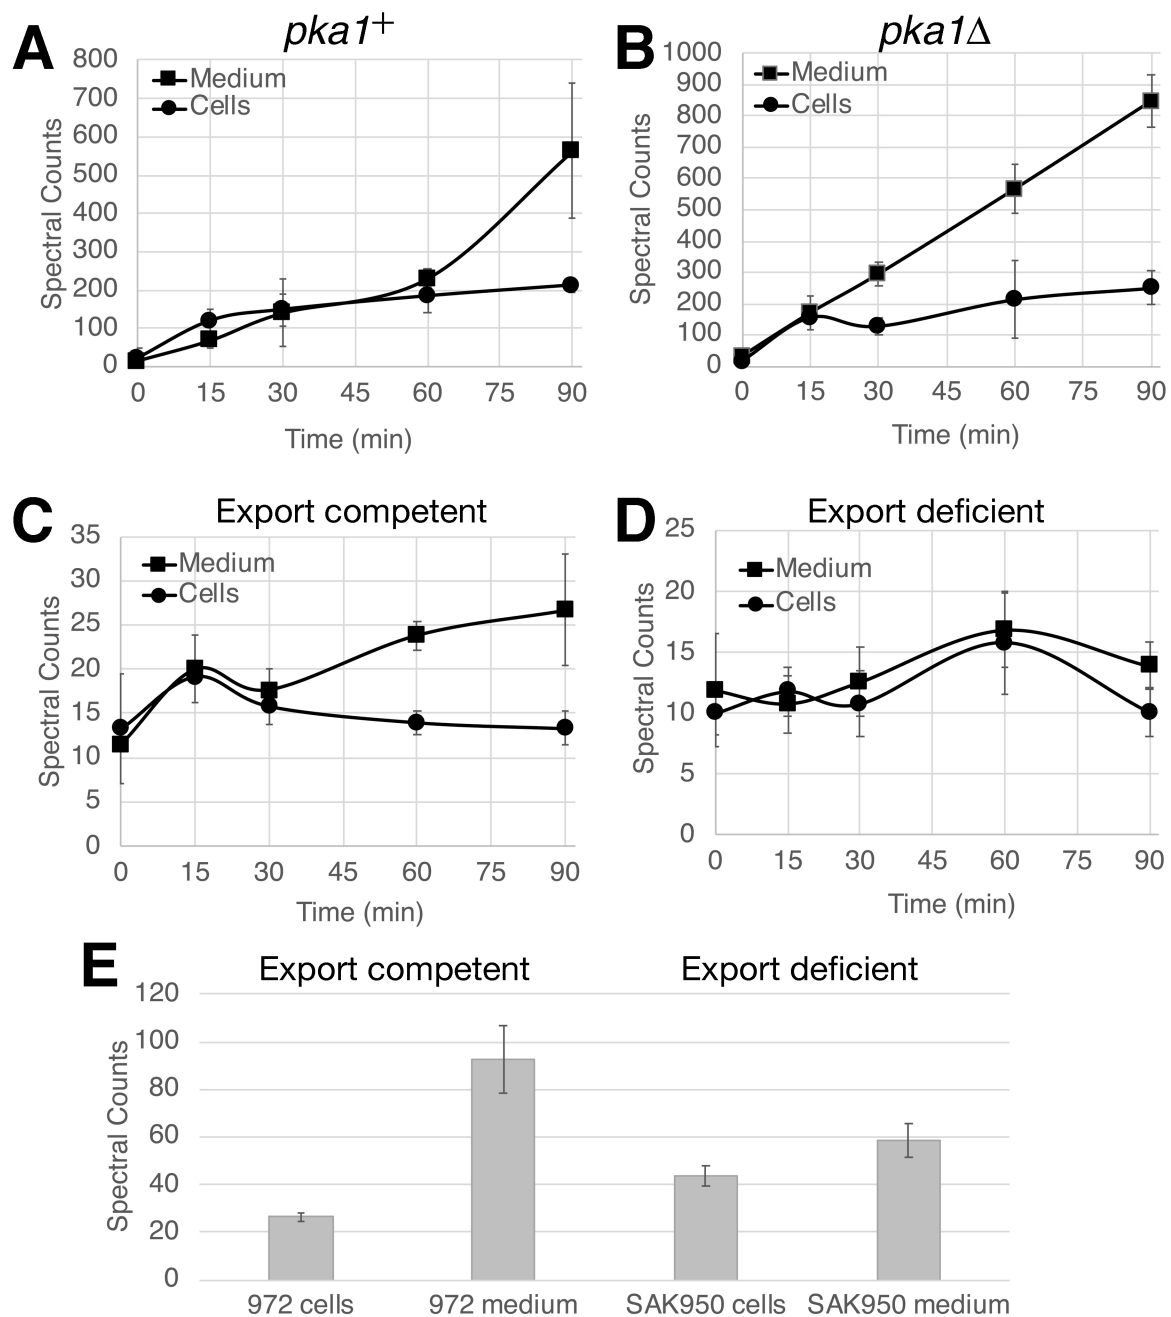 A
pka1+
800
700
600
500
400
300
200
100
0
Spectral Counts
Medium
Cells
0 15 30 45 60 75 90
Time (min)
B
pka1Δ
1000
900
800
700
600
500
400
300
200
100
0
Spectral Counts
Medium
Cells
0 15 30 45 60 75 90
Time (min)
C
Export competent
35
30
25
20
15
10
5
0
Spectral Counts
Medium
Cells
0 15 30 45 60 75 90
Time (min)
D
Export deficient
25
20
15
10
5
0
Spectral Counts
Medium
Cells
0 15 30 45 60 75 90
Time (min)
E
Export competent Export deficient
120
100
80
60
40
20
0
Spectral Counts
972 cells 972 medium SAK950 cells SAK950 medium